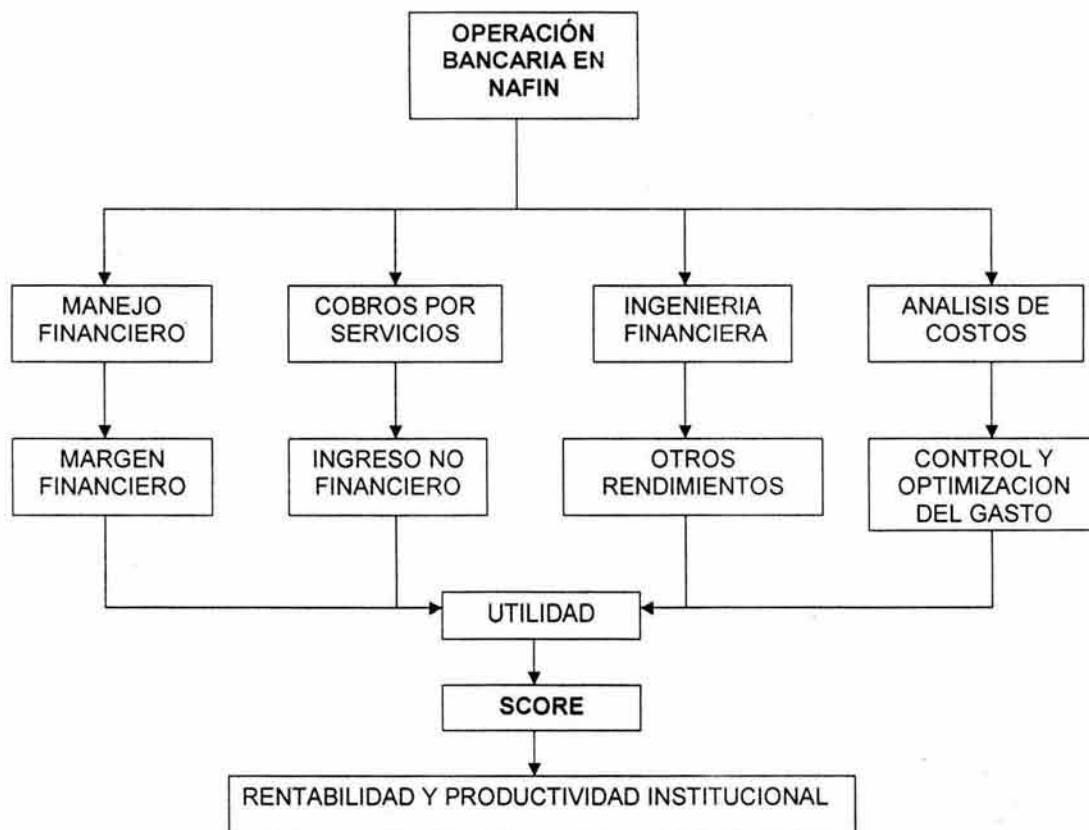 OPERACIÓN
BANCARIA EN
NAFIN
MANEJO
FINANCIERO
COBROS POR
SERVICIOS
INGENIERIA
FINANCIERA
ANALISIS DE
COSTOS
MARGEN
FINANCIERO
INGRESO NO
FINANCIERO
OTROS
RENDIMIENTOS
CONTROL Y
OPTIMIZACION
DEL GASTO
UTILIDAD
SCORE
RENTABILIDAD Y PRODUCTIVIDAD INSTITUCIONAL